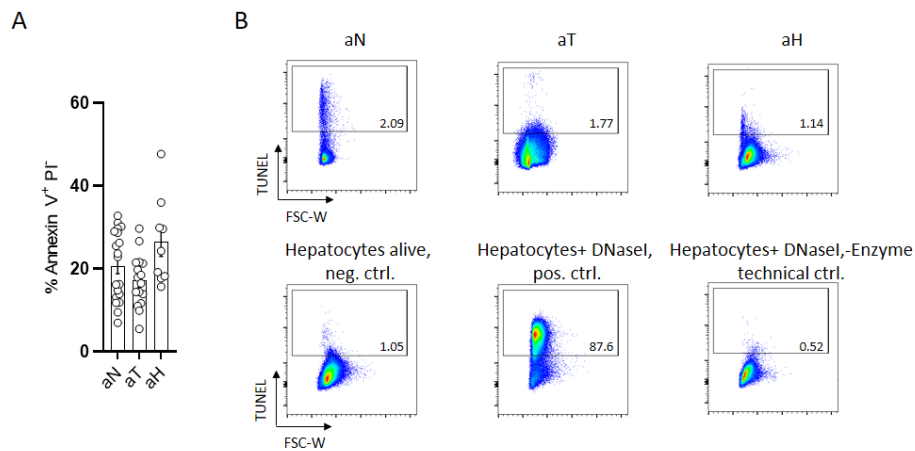 A
% Annexin V⁺ PI⁻
60
40
20
0
aN
aT
aH
B
aN
aT
aH
2.09
1.77
1.14
TUNEL
FSC-W
Hepatocytes alive,
neg. ctrl.
Hepatocytes+ DNaseI,
pos. ctrl.
Hepatocytes+ DNaseI,-Enzyme
technical ctrl.
1.05
87.6
0.52
TUNEL
FSC-W